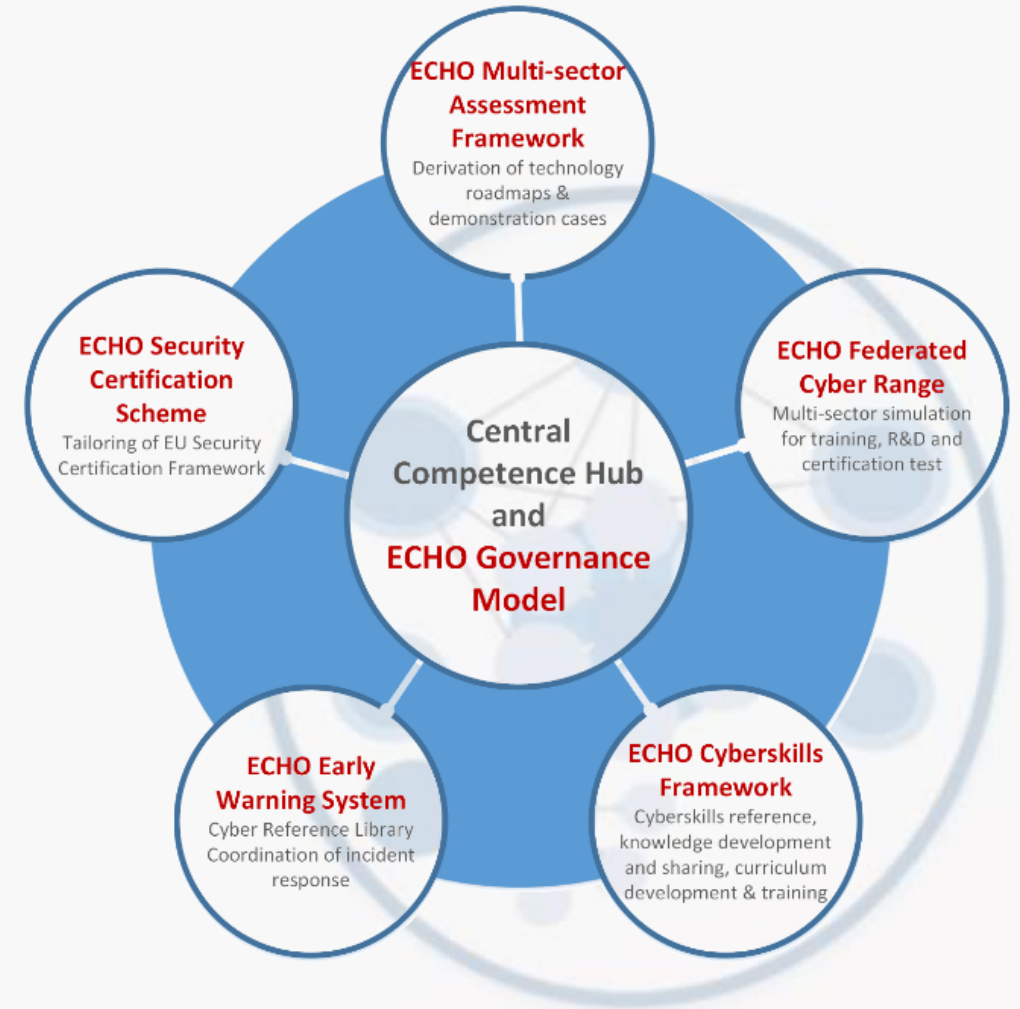 ECHO Multi-sector
Assessment
Framework
Derivation of technology
roadmaps &
demonstration cases
ECHO Security
Certification
Scheme
Tailoring of EU Security
Certification Framework
ECHO Federated
Cyber Range
Multi-sector simulation
for training, R&D and
certification test
Central
Competence Hub
and
ECHO Governance
Model
ECHO Early
Warning System
Cyber Reference Library
Coordination of incident
response
ECHO Cyberskills
Framework
Cyberskills reference,
knowledge development
and sharing, curriculum
development & training